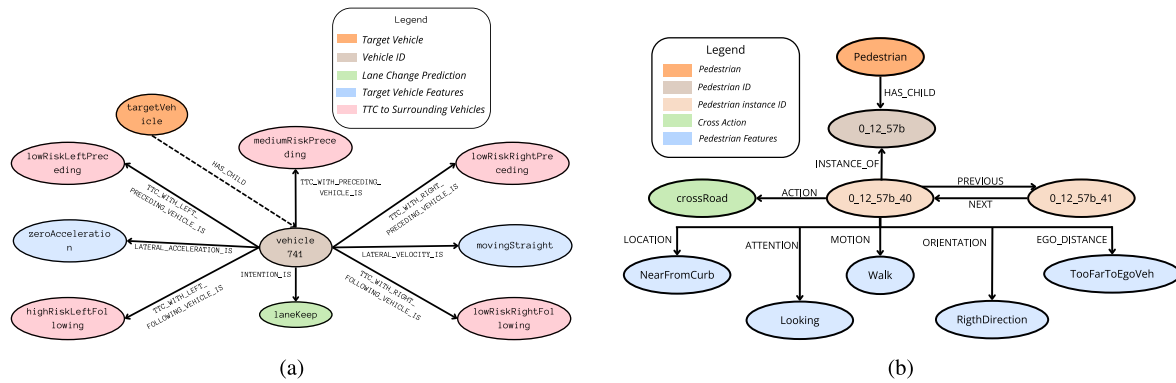 Legend
Target Vehicle
Vehicle ID
Lane Change Prediction
Target Vehicle Features
TTC to Surrounding Vehicles
targetVeh
icle
HAS_CHILD
mediumRiskPrece
ding
lowRiskLeftPrec
eding
lowRiskRightPre
ceding
TTC_WITH_LEFT_
PRECEDING_VEHICLE_IS
TTC_WITH_PRECEDING_
VEHICLE_IS
TTC_WITH_RIGHT_
PRECEDING_VEHICLE_IS
zeroAcceleratio
n
LATERAL_ACCELERATION_IS
vehicle
741
LATERAL_VELOCITY_IS
movingStraight
INTENTION_IS
TTC_WITH_LEFT_
FOLLOWING_VEHICLE_IS
TTC_WITH_RIGHT_
FOLLOWING_VEHICLE_IS
highRiskLeftFol
lowing
laneKeep
lowRiskRightFol
lowing
(a)
Legend
Pedestrian
Pedestrian ID
Pedestrian instance ID
Cross Action
Pedestrian Features
Pedestrian
HAS_CHILD
0_12_57b
INSTANCE_OF
crossRoad
ACTION
0_12_57b_40
PREVIOUS
NEXT
0_12_57b_41
LOCATION
ATTENTION
MOTION
ORIENTATION
EGO_DISTANCE
NearFromCurb
Looking
Walk
RigthDirection
TooFarToEgoVeh
(b)